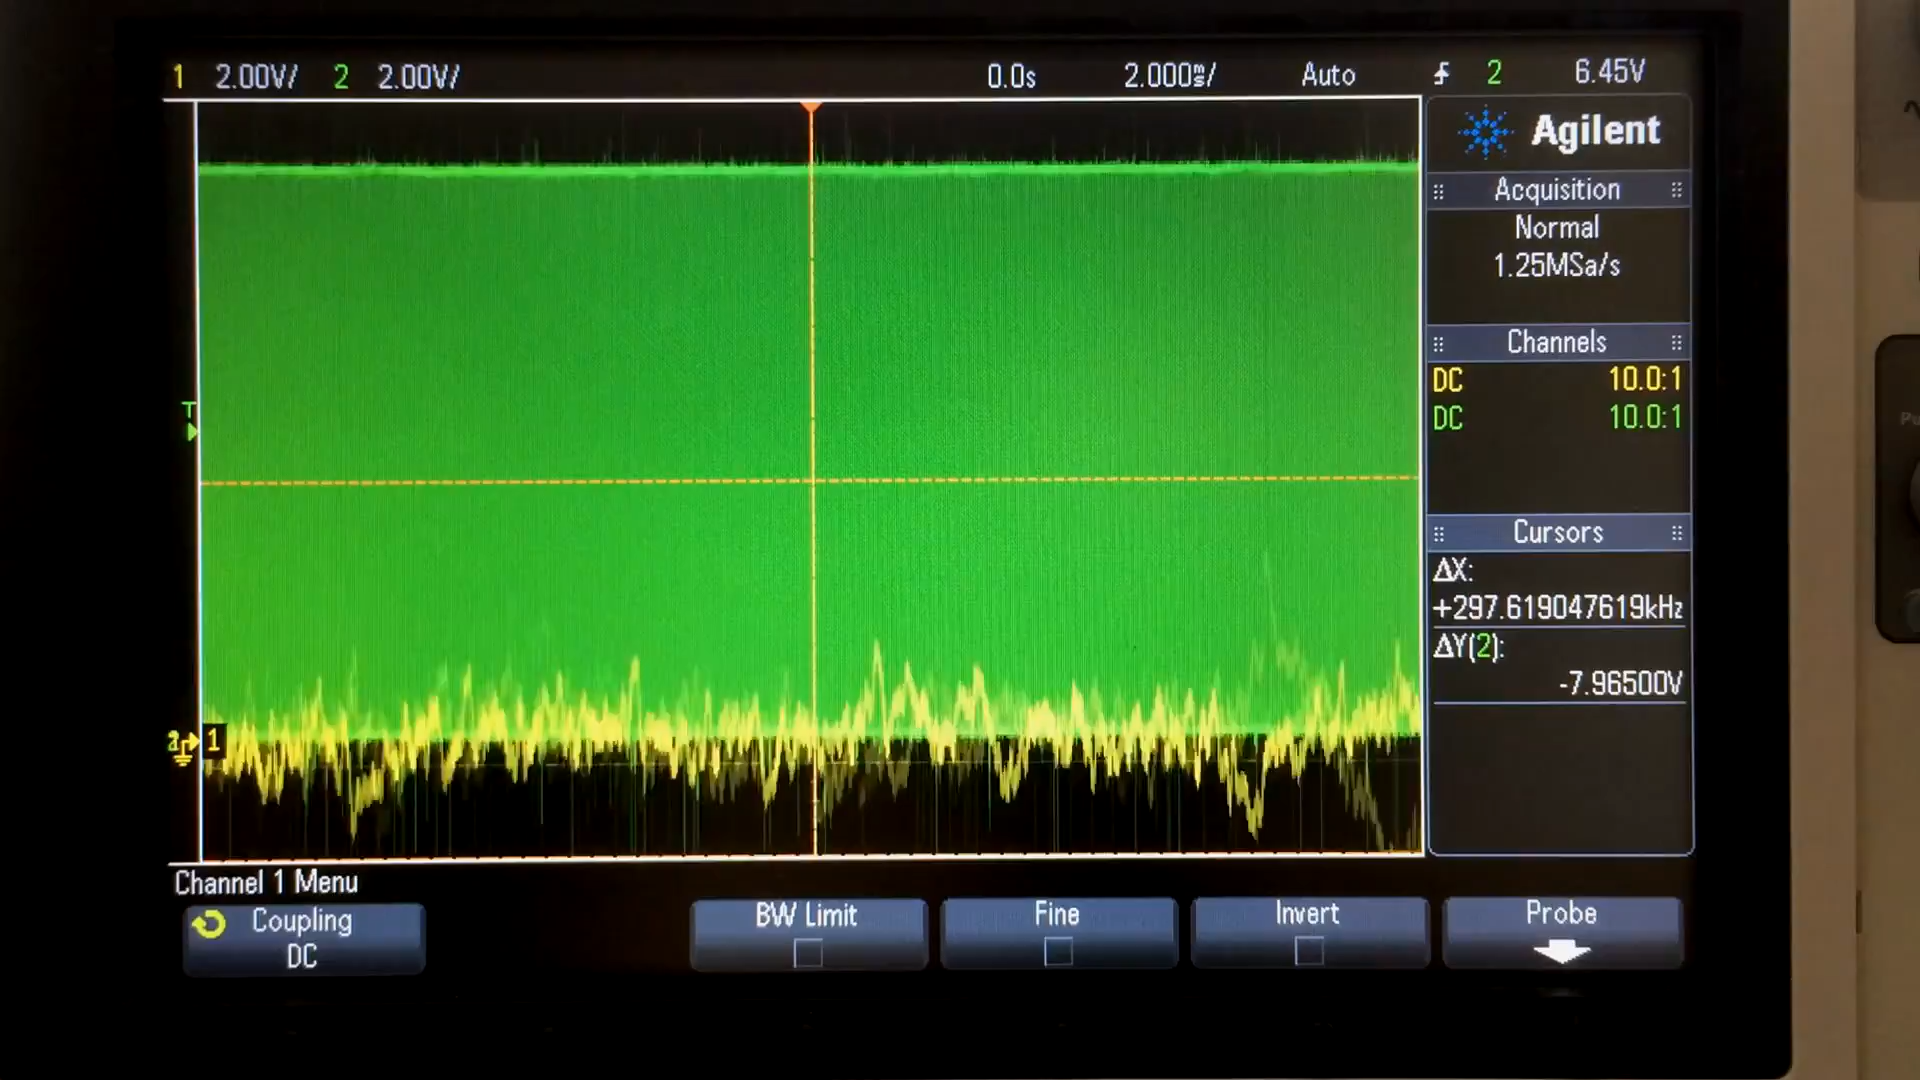 1 2.00V/ 2 2.00V/ 0.0s 2.000ms/ Auto 2 6.45V
Agilent
Acquisition
Normal
1.25MSa/s
Channels
DC 10.0:1
DC 10.0:1
Cursors
ΔX:
+297.619047619kHz
ΔY(2):
-7.96500V
T
1
Channel 1 Menu
Coupling
DC
BW Limit
Fine
Invert
Probe